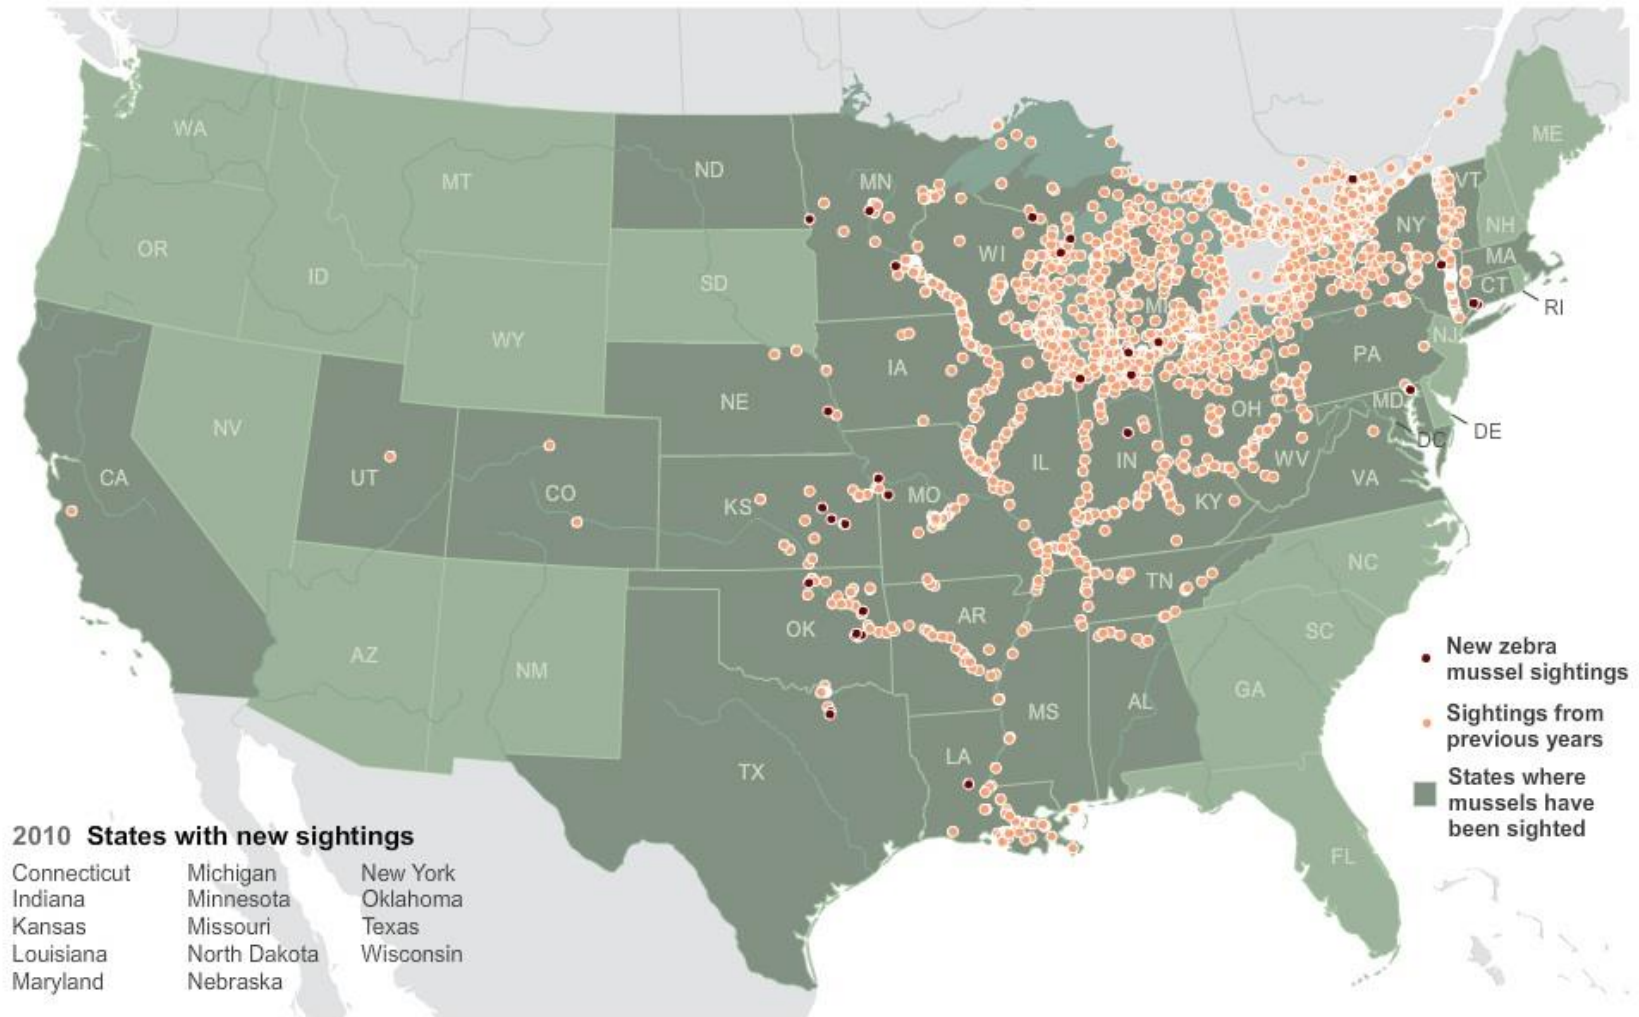 WA
MT
ND
MN
ME
VT
OR
ID
SD
WI
NY
NH
MA
CT
RI
WY
MI
NJ
IA
PA
NE
NV
OH
MD
DE
DC
CA
UT
CO
KS
MO
IL
IN
WV
VA
KY
NC
TN
AZ
NM
OK
AR
SC
GA
MS
AL
TX
LA
FL
New zebra
mussel sightings
Sightings from
previous years
States where
mussels have
been sighted
2010 States with new sightings
Connecticut Michigan New York
Indiana Minnesota Oklahoma
Kansas Missouri Texas
Louisiana North Dakota Wisconsin
Maryland Nebraska